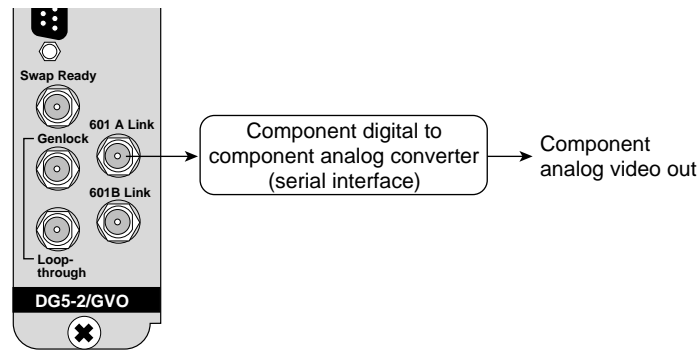 Swap Ready
601 A Link
Genlock
601B Link
Loop-
through
DG5-2/GVO
Component digital to
component analog converter
(serial interface)
Component
analog video out